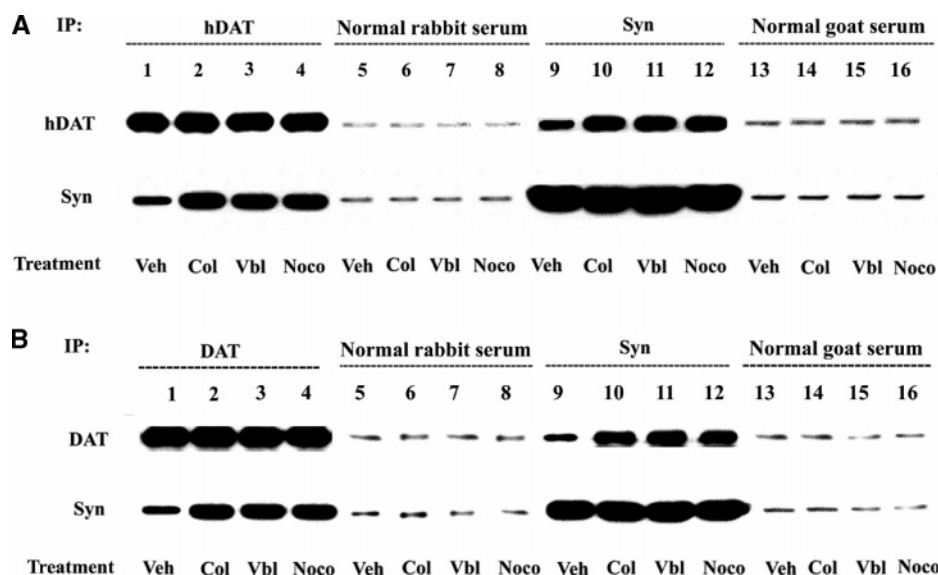 A IP: hDAT Normal rabbit serum Syn Normal goat serum
1 2 3 4 5 6 7 8 9 10 11 12 13 14 15 16
hDAT
Syn
Treatment Veh Col Vbl Noco Veh Col Vbl Noco Veh Col Vbl Noco Veh Col Vbl Noco
B IP: DAT Normal rabbit serum Syn Normal goat serum
1 2 3 4 5 6 7 8 9 10 11 12 13 14 15 16
DAT
Syn
Treatment Veh Col Vbl Noco Veh Col Vbl Noco Veh Col Vbl Noco Veh Col Vbl Noco